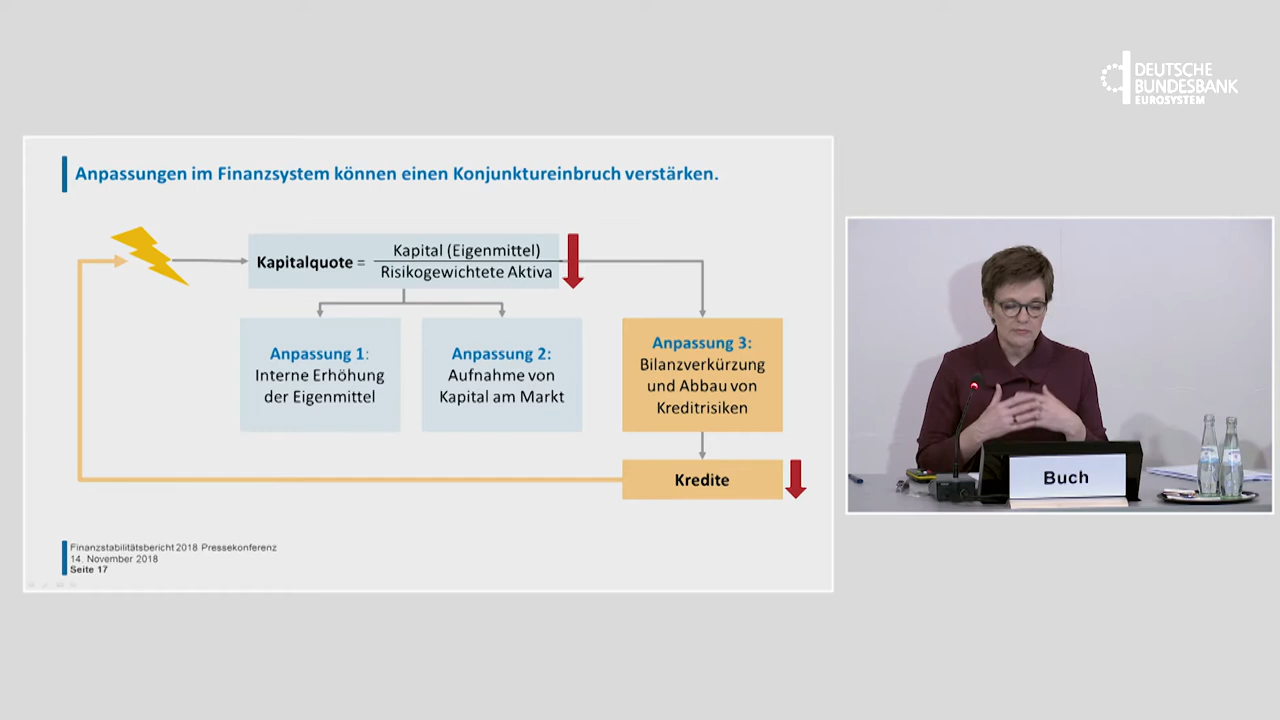 DEUTSCHE
BUNDESBANK
EUROSYSTEM
Anpassungen im Finanzsystem können einen Konjunktureinbruch verstärken.
Kapitalquote = Kapital (Eigenmittel)
Risikogewichtete Aktiva
Anpassung 1:
Interne Erhöhung
der Eigenmittel
Anpassung 2:
Aufnahme von
Kapital am Markt
Anpassung 3:
Bilanzverkürzung
und Abbau von
Kreditrisiken
Kredite
Finanzstabilitätsbericht 2018 Pressekonferenz
14. November 2018
Seite 17
Buch